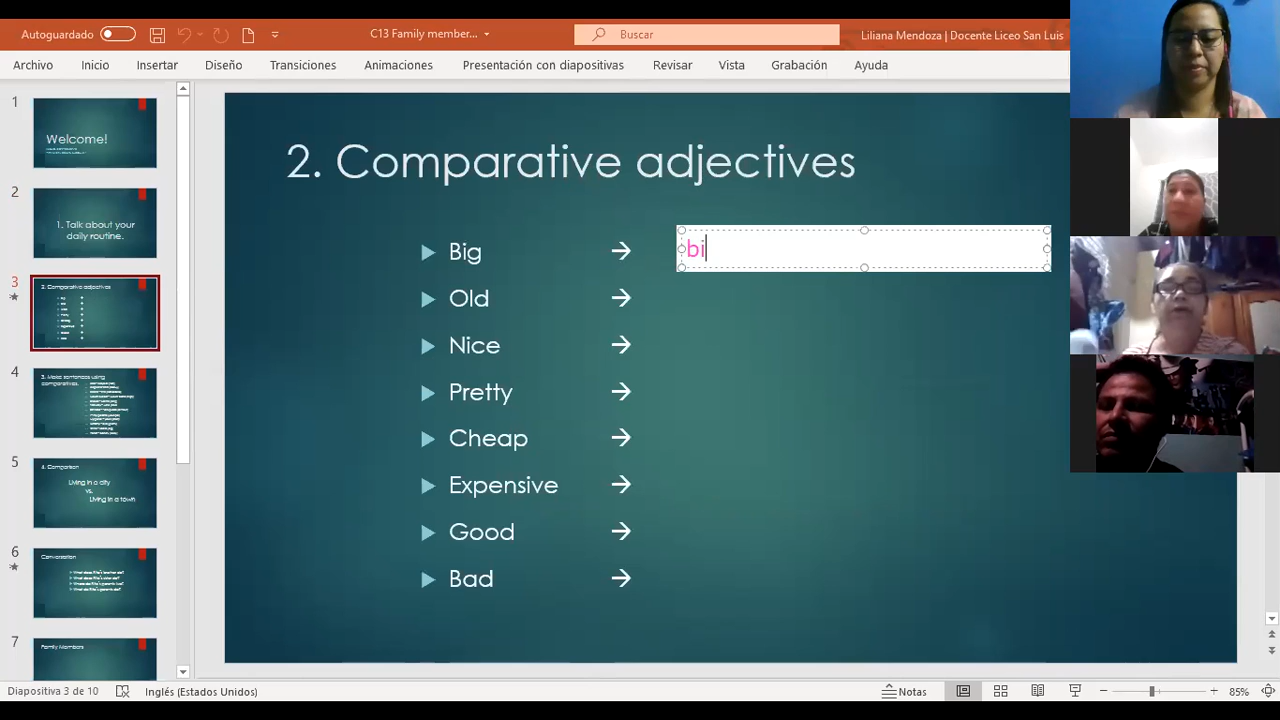 Autoguardado
C13 Family member...
Buscar
Liliana Mendoza | Docente Liceo San Luis
Archivo Inicio Insertar Diseño Transiciones Animaciones Presentación con diapositivas Revisar Vista Grabación Ayuda
1
Welcome!
2
1. Talk about your
daily routine.
3
2. Comparative adjectives
4
3. Make sentences using
comparatives.
5
4. Comparison
Living in a city
vs.
Living in a town
6
Conversation
7
Family Members
2. Comparative adjectives
Big →
bi
Old →
Nice →
Pretty →
Cheap →
Expensive →
Good →
Bad →
Diapositiva 3 de 10
Inglés (Estados Unidos)
Notas
85%